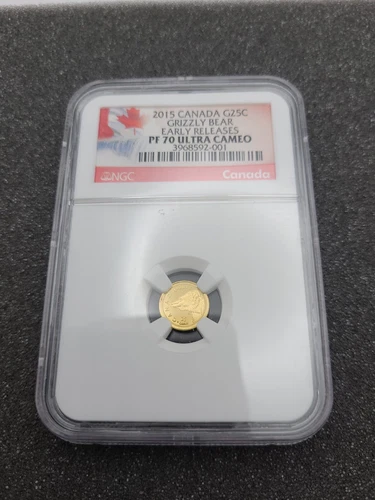 2015 CANADA G25C
GRIZZLY BEAR
EARLY RELEASES
PF 70 ULTRA CAMEO
3968592-001
NGC Canada